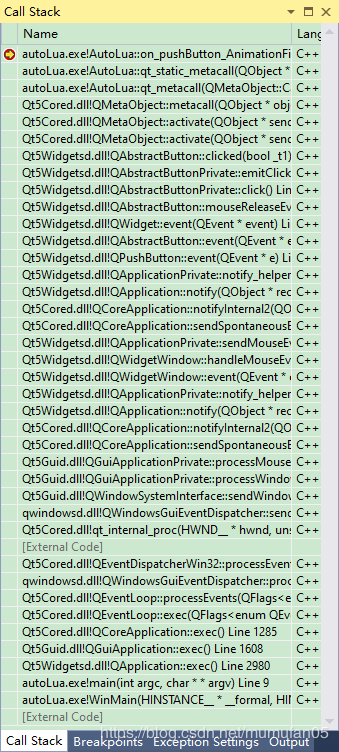 Call Stack
Name Lang
autoLua.exe!AutoLua::on_pushButton_AnimationFi C++
autoLua.exe!AutoLua::qt_static_metacall(QObject * C++
autoLua.exe!AutoLua::qt_metacall(QMetaObject::Ca C++
Qt5Cored.dll!QMetaObject::metacall(QObject * obj C++
Qt5Cored.dll!QMetaObject::activate(QObject * send C++
Qt5Cored.dll!QMetaObject::activate(QObject * send C++
Qt5Widgetsd.dll!QAbstractButton::clicked(bool _t1) C++
Qt5Widgetsd.dll!QAbstractButtonPrivate::emitClick C++
Qt5Widgetsd.dll!QAbstractButtonPrivate::click() Lin C++
Qt5Widgetsd.dll!QAbstractButton::mouseReleaseE C++
Qt5Widgetsd.dll!QWidget::event(QEvent * event) Li C++
Qt5Widgetsd.dll!QAbstractButton::event(QEvent * e C++
Qt5Widgetsd.dll!QPushButton::event(QEvent * e) Li C++
Qt5Widgetsd.dll!QApplicationPrivate::notify_helper C++
Qt5Widgetsd.dll!QApplication::notify(QObject * rec C++
Qt5Cored.dll!QCoreApplication::notifyInternal2(QO C++
Qt5Cored.dll!QCoreApplication::sendSpontaneousE C++
Qt5Widgetsd.dll!QApplicationPrivate::sendMouseE C++
Qt5Widgetsd.dll!QWidgetWindow::handleMouseEv C++
Qt5Widgetsd.dll!QWidgetWindow::event(QEvent * e C++
Qt5Widgetsd.dll!QApplicationPrivate::notify_helper C++
Qt5Widgetsd.dll!QApplication::notify(QObject * rec C++
Qt5Cored.dll!QCoreApplication::notifyInternal2(QO C++
Qt5Cored.dll!QCoreApplication::sendSpontaneousE C++
Qt5Guid.dll!QGuiApplicationPrivate::processMouse C++
Qt5Guid.dll!QGuiApplicationPrivate::processWindow C++
Qt5Guid.dll!QWindowSystemInterface::sendWindow C++
qwindowsd.dll!QWindowsGuiEventDispatcher::send C++
Qt5Cored.dll!qt_internal_proc(HWND__ * hwnd, uns C++
[External Code]
Qt5Cored.dll!QEventDispatcherWin32::processEvent C++
qwindowsd.dll!QWindowsGuiEventDispatcher::proc C++
Qt5Cored.dll!QEventLoop::processEvents(QFlags<e C++
Qt5Cored.dll!QEventLoop::exec(QFlags<enum QEv C++
Qt5Cored.dll!QCoreApplication::exec() Line 1285 C++
Qt5Guid.dll!QGuiApplication::exec() Line 1608 C++
Qt5Widgetsd.dll!QApplication::exec() Line 2980 C++
autoLua.exe!main(int argc, char * * argv) Line 9 C++
autoLua.exe!WinMain(HINSTANCE__ * __formal, HIN C++
[External Code]
https://blog.csdn.net/mumufan05
Call Stack Breakpoints Exception Settings Output